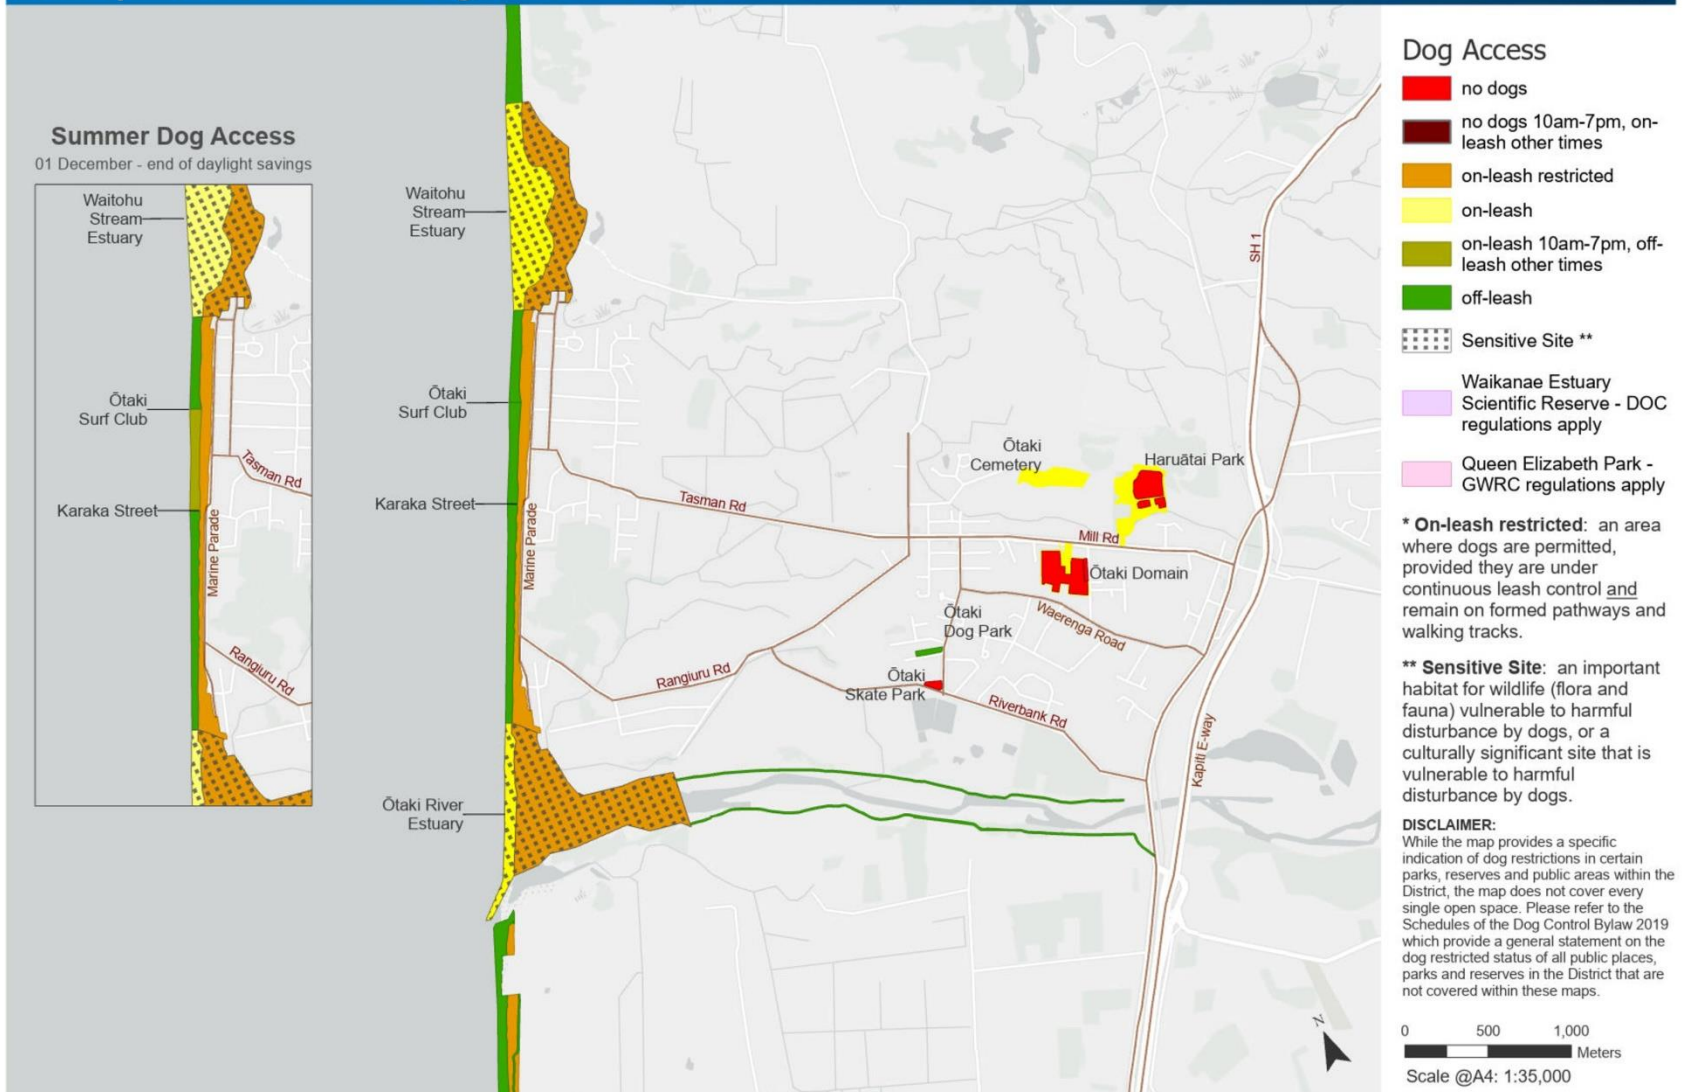 Summer Dog Access
01 December - end of daylight savings
Waitohu
Stream
Estuary
Ōtaki
Surf Club
Tasman Rd
Karaka Street
Marine Parade
Rangiuru Rd
Waitohu
Stream
Estuary
Ōtaki
Surf Club
Karaka Street
Marine Parade
Tasman Rd
Ōtaki
Cemetery
Haruātai Park
Mill Rd
Ōtaki Domain
Waerenga Road
Ōtaki
Dog Park
Rangiuru Rd
Ōtaki
Skate Park
Riverbank Rd
Ōtaki River
Estuary
SH 1
Kapiti E-way
Dog Access
no dogs
no dogs 10am-7pm, on-
leash other times
on-leash restricted
on-leash
on-leash 10am-7pm, off-
leash other times
off-leash
Sensitive Site **
Waikanae Estuary
Scientific Reserve - DOC
regulations apply
Queen Elizabeth Park -
GWRC regulations apply
* On-leash restricted: an area
where dogs are permitted,
provided they are under
continuous leash control and
remain on formed pathways and
walking tracks.
** Sensitive Site: an important
habitat for wildlife (flora and
fauna) vulnerable to harmful
disturbance by dogs, or a
culturally significant site that is
vulnerable to harmful
disturbance by dogs.
DISCLAIMER:
While the map provides a specific
indication of dog restrictions in certain
parks, reserves and public areas within the
District, the map does not cover every
single open space. Please refer to the
Schedules of the Dog Control Bylaw 2019
which provide a general statement on the
dog restricted status of all public places,
parks and reserves in the District that are
not covered within these maps.
N
0 500 1,000
Meters
Scale @A4: 1:35,000